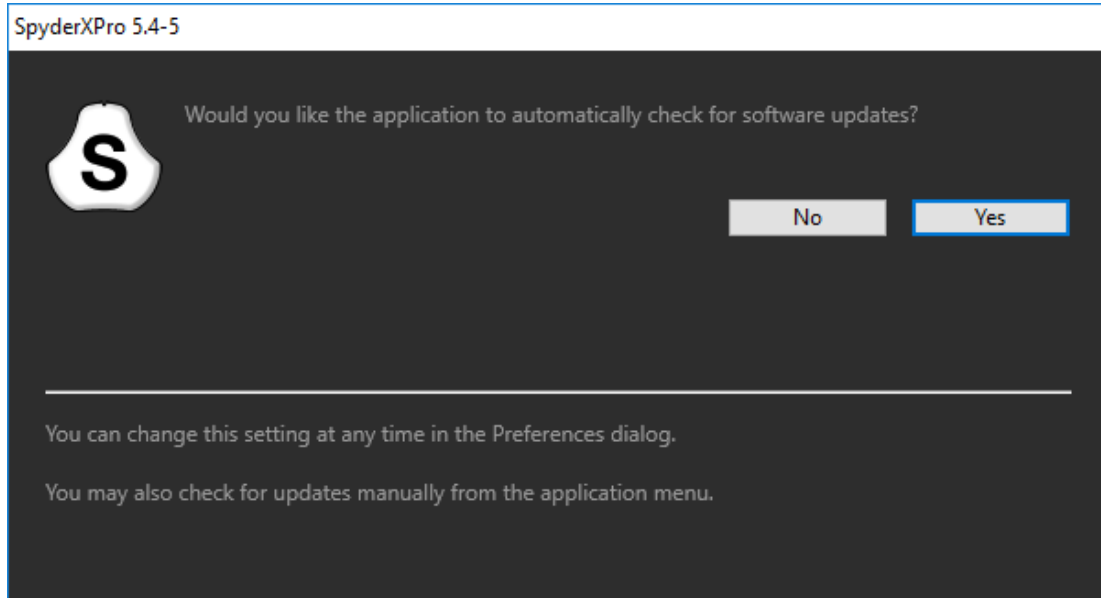 SpyderXPro 5.4-5
Would you like the application to automatically check for software updates?
S
No
Yes
You can change this setting at any time in the Preferences dialog.
You may also check for updates manually from the application menu.